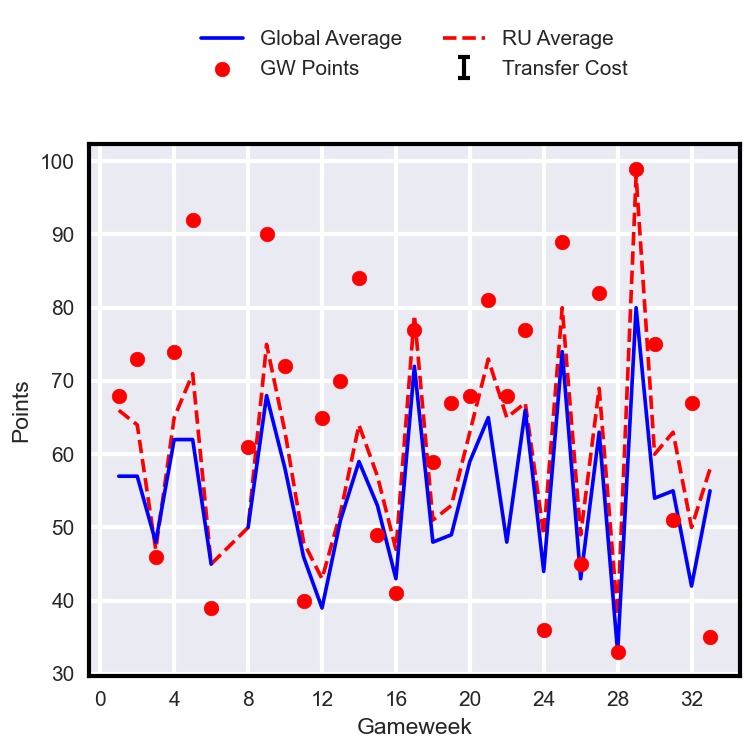 Global Average
RU Average
GW Points
Transfer Cost
100
90
80
70
60
50
40
30
Points
0 4 8 12 16 20 24 28 32
Gameweek